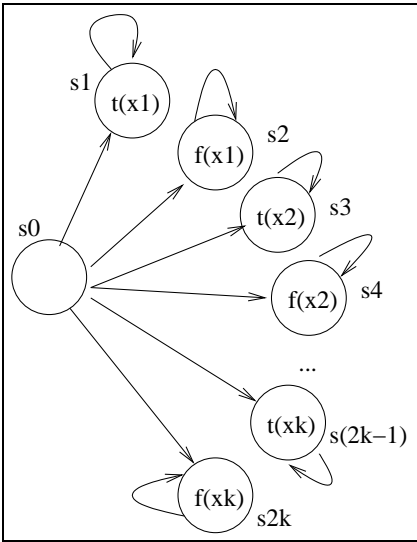 s1
t(x1)
f(x1)
s2
t(x2)
s3
s0
f(x2)
s4
...
t(xk)
s(2k-1)
f(xk)
s2k